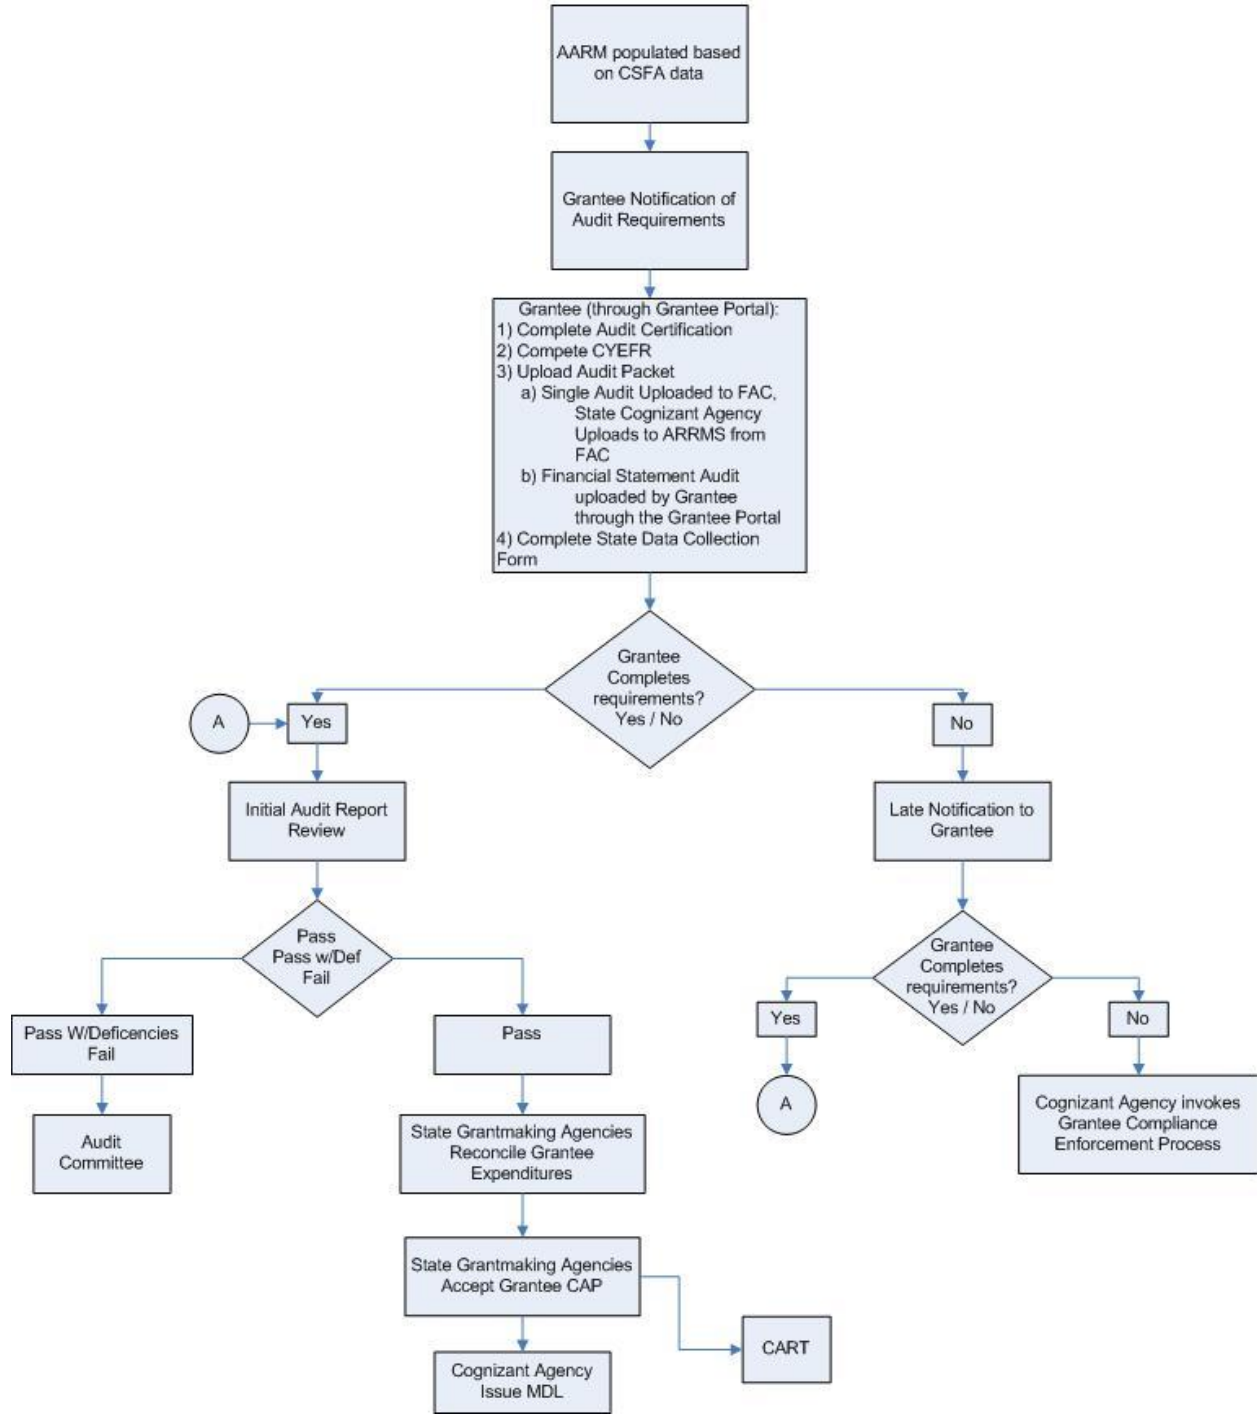 AARM populated based
on CSFA data
Grantee Notification of
Audit Requirements
Grantee (through Grantee Portal):
1) Complete Audit Certification
2) Compete CYEFR
3) Upload Audit Packet
a) Single Audit Uploaded to FAC,
State Cognizant Agency
Uploads to ARRMS from
FAC
b) Financial Statement Audit
uploaded by Grantee
through the Grantee Portal
4) Complete State Data Collection
Form
Grantee
Completes
requirements?
Yes / No
A
Yes
No
Initial Audit Report
Review
Late Notification to
Grantee
Pass
Pass w/Def
Fail
Grantee
Completes
requirements?
Yes / No
Pass W/Deficencies
Fail
Pass
Yes
No
Audit
Committee
State Grantmaking Agencies
Reconcile Grantee
Expenditures
A
Cognizant Agency invokes
Grantee Compliance
Enforcement Process
State Grantmaking Agencies
Accept Grantee CAP
CART
Cognizant Agency
Issue MDL